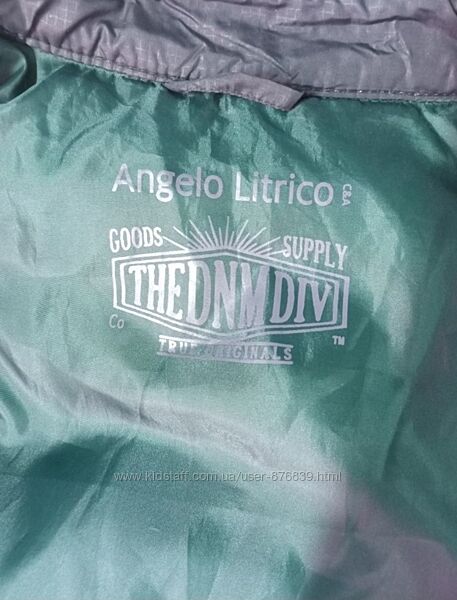 Angelo Litrico C&A
GOODS SUPPLY
THEDNMDIV
Co TM
TRUE ORIGINALS
www.kidstaff.com.ua/user-876839.html